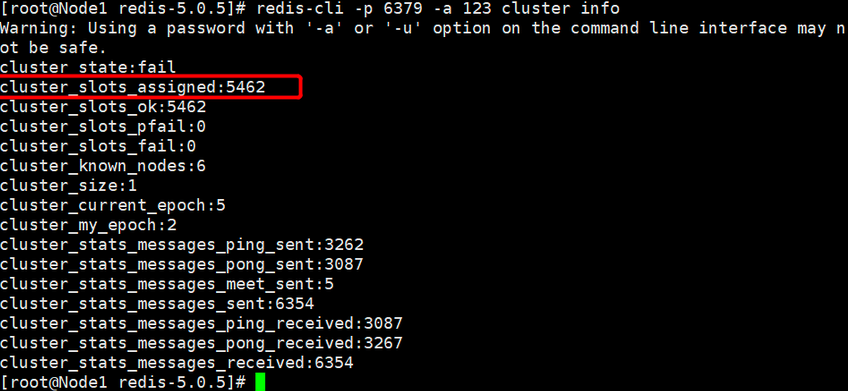 [root@Node1 redis-5.0.5]# redis-cli -p 6379 -a 123 cluster info
Warning: Using a password with '-a' or '-u' option on the command line interface may n
ot be safe.
cluster_state:fail
cluster_slots_assigned:5462
cluster_slots_ok:5462
cluster_slots_pfail:0
cluster_slots_fail:0
cluster_known_nodes:6
cluster_size:1
cluster_current_epoch:5
cluster_my_epoch:2
cluster_stats_messages_ping_sent:3262
cluster_stats_messages_pong_sent:3087
cluster_stats_messages_meet_sent:5
cluster_stats_messages_sent:6354
cluster_stats_messages_ping_received:3087
cluster_stats_messages_pong_received:3267
cluster_stats_messages_received:6354
[root@Node1 redis-5.0.5]#